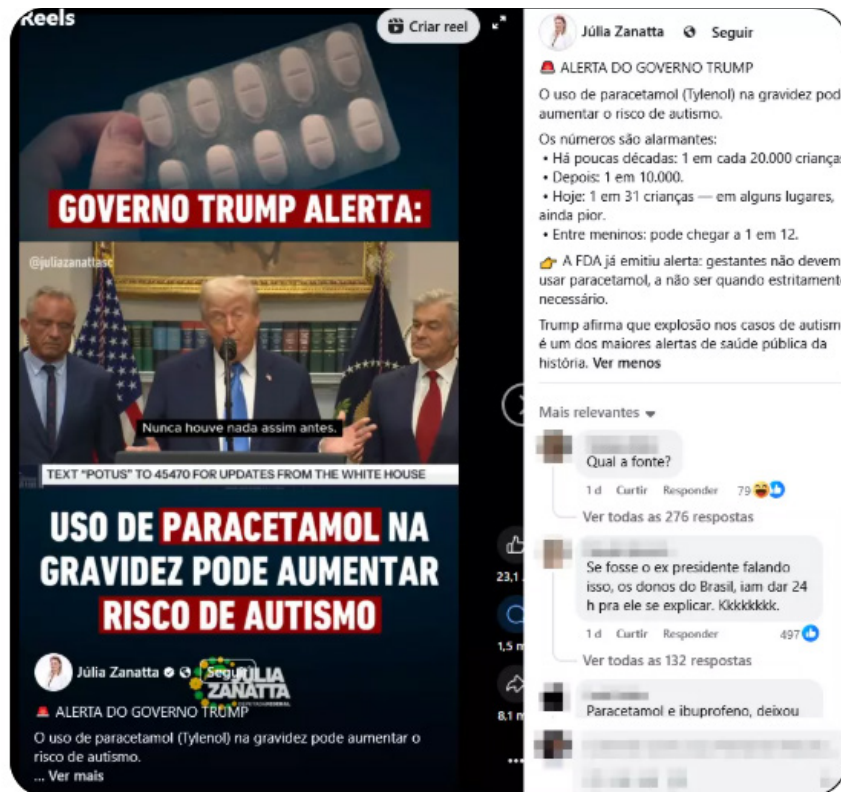 Reels
Criar reel
GOVERNO TRUMP ALERTA:
@juliazanattasc
Nunca houve nada assim antes.
TEXT "POTUS" TO 45470 FOR UPDATES FROM THE WHITE HOUSE
USO DE PARACETAMOL NA
GRAVIDEZ PODE AUMENTAR
RISCO DE AUTISMO
Júlia Zanatta
JÚLIA
ZANATTA
🚨 ALERTA DO GOVERNO TRUMP
O uso de paracetamol (Tylenol) na gravidez pode aumentar o
risco de autismo.
... Ver mais
23,1
1,5 m
8,1 m
Júlia Zanatta Seguir
🚨 ALERTA DO GOVERNO TRUMP
O uso de paracetamol (Tylenol) na gravidez pod
aumentar o risco de autismo.
Os números são alarmantes:
• Há poucas décadas: 1 em cada 20.000 criança
• Depois: 1 em 10.000.
• Hoje: 1 em 31 crianças — em alguns lugares,
ainda pior.
• Entre meninos: pode chegar a 1 em 12.
👉 A FDA já emitiu alerta: gestantes não devem
usar paracetamol, a não ser quando estritament
necessário.
Trump afirma que explosão nos casos de autism
é um dos maiores alertas de saúde pública da
história. Ver menos
Mais relevantes
Qual a fonte?
1 d Curtir Responder 79
Ver todas as 276 respostas
Se fosse o ex presidente falando
isso, os donos do Brasil, iam dar 24
h pra ele se explicar. Kkkkkkkk.
1 d Curtir Responder 497
Ver todas as 132 respostas
Paracetamol e ibuprofeno, deixou